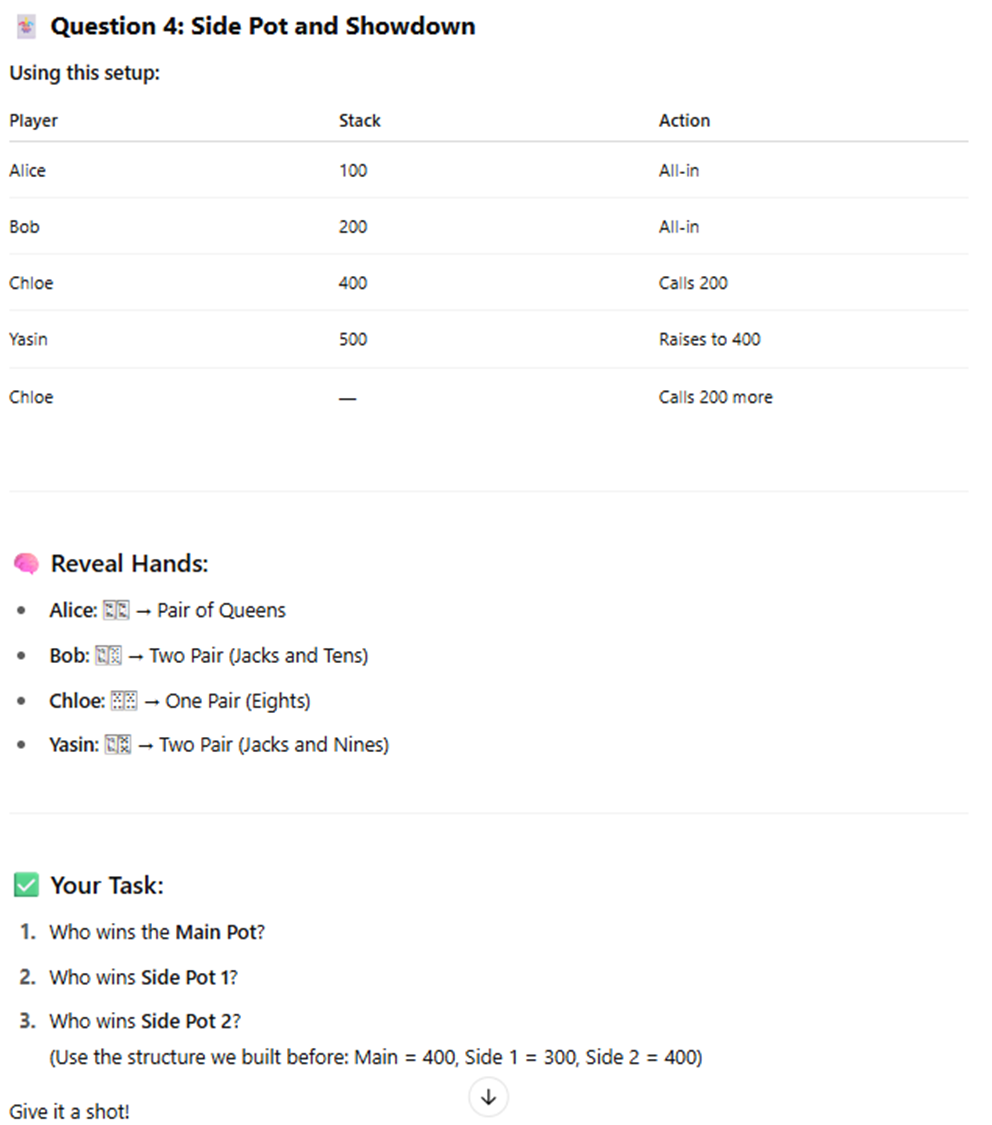 Question 4: Side Pot and Showdown
Using this setup:
Player Stack Action
Alice 100 All-in
Bob 200 All-in
Chloe 400 Calls 200
Yasin 500 Raises to 400
Chloe — Calls 200 more
Reveal Hands:
• Alice: → Pair of Queens
• Bob: → Two Pair (Jacks and Tens)
• Chloe: → One Pair (Eights)
• Yasin: → Two Pair (Jacks and Nines)
Your Task:
1. Who wins the Main Pot?
2. Who wins Side Pot 1?
3. Who wins Side Pot 2?
(Use the structure we built before: Main = 400, Side 1 = 300, Side 2 = 400)
Give it a shot!